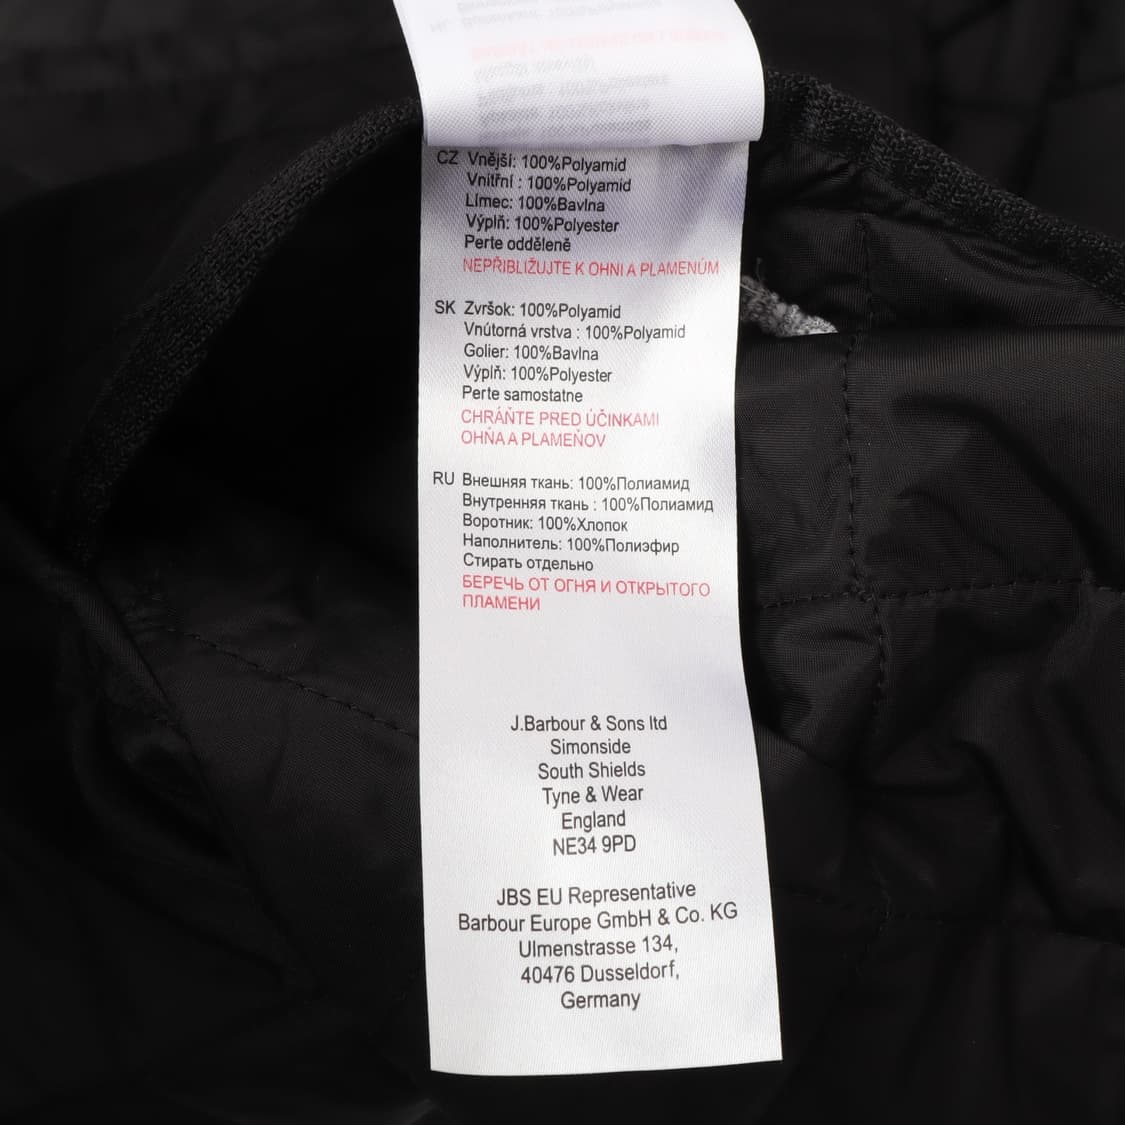 CZ Vnější: 100%Polyamid
Vnitřní : 100%Polyamid
Límec: 100%Bavlna
Výplň: 100%Polyester
Perte odděleně
NEPŘIBLIŽUJTE K OHNI A PLAMENŮM
SK Zvršok: 100%Polyamid
Vnútorná vrstva : 100%Polyamid
Golier: 100%Bavlna
Výplň: 100%Polyester
Perte samostatne
CHRÁŇTE PRED ÚČINKAMI
OHŇA A PLAMEŇOV
RU Внешняя ткань: 100%Полиамид
Внутренняя ткань : 100%Полиамид
Воротник: 100%Хлопок
Наполнитель: 100%Полиэфир
Стирать отдельно
БЕРЕЧЬ ОТ ОГНЯ И ОТКРЫТОГО
ПЛАМЕНИ
J.Barbour & Sons ltd
Simonside
South Shields
Tyne & Wear
England
NE34 9PD
JBS EU Representative
Barbour Europe GmbH & Co. KG
Ulmenstrasse 134,
40476 Dusseldorf,
Germany